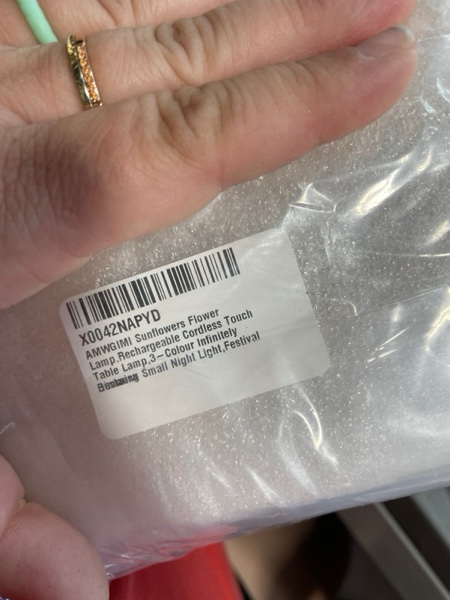 X0042NAPYD
AMWGIMI Sunflowers Flower
Lamp,Rechargeable Cordless Touch
Table Lamp,3-Colour Infinitely
Small Night Light,Festival